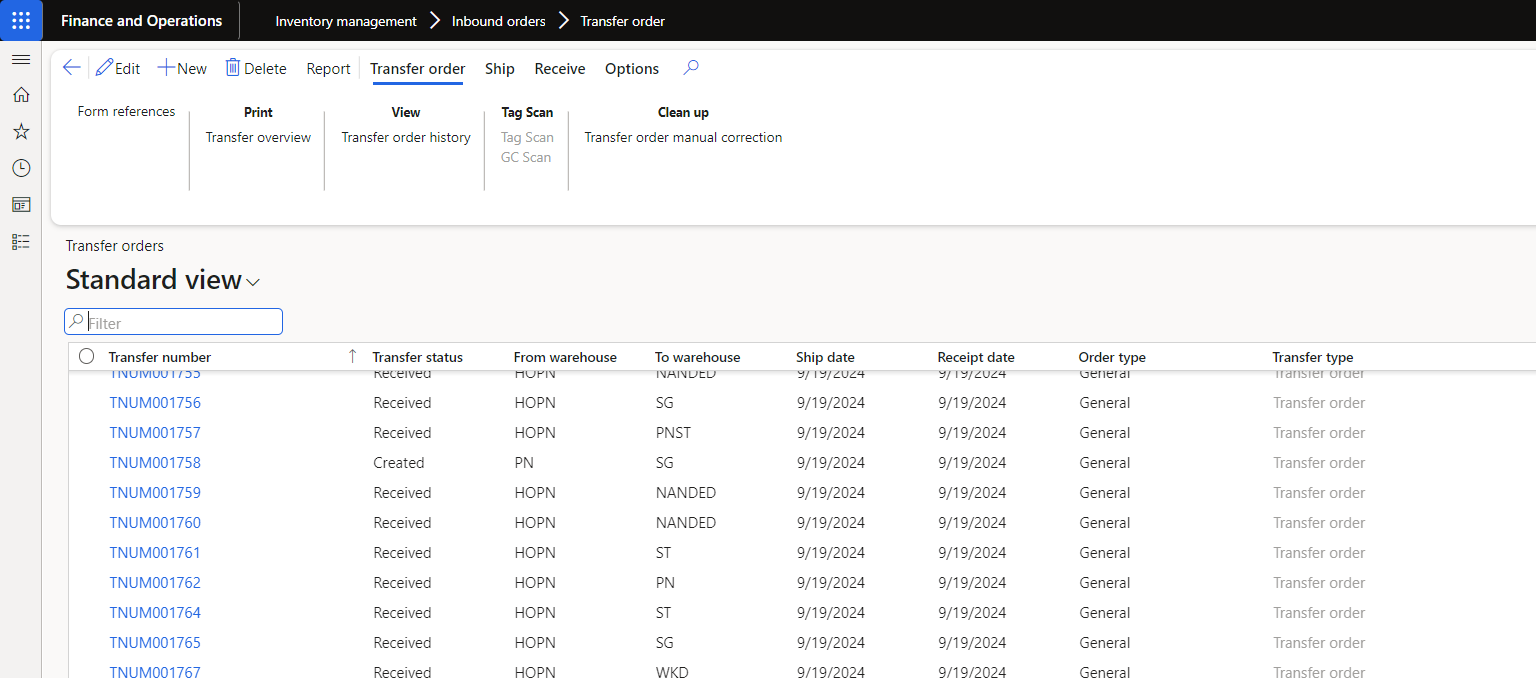 Finance and Operations Inventory management Inbound orders Transfer order
Edit New Delete Report Transfer order Ship Receive Options
Form references Print View Tag Scan Clean up
Transfer overview Transfer order history Tag Scan Transfer order manual correction
GC Scan
Transfer orders
Standard view
Filter
Transfer number Transfer status From warehouse To warehouse Ship date Receipt date Order type Transfer type
TNUM001755 Received HOPN NANDED 9/19/2024 9/19/2024 General Transfer order
TNUM001756 Received HOPN SG 9/19/2024 9/19/2024 General Transfer order
TNUM001757 Received HOPN PNST 9/19/2024 9/19/2024 General Transfer order
TNUM001758 Created PN SG 9/19/2024 9/19/2024 General Transfer order
TNUM001759 Received HOPN NANDED 9/19/2024 9/19/2024 General Transfer order
TNUM001760 Received HOPN NANDED 9/19/2024 9/19/2024 General Transfer order
TNUM001761 Received HOPN ST 9/19/2024 9/19/2024 General Transfer order
TNUM001762 Received HOPN PN 9/19/2024 9/19/2024 General Transfer order
TNUM001764 Received HOPN ST 9/19/2024 9/19/2024 General Transfer order
TNUM001765 Received HOPN SG 9/19/2024 9/19/2024 General Transfer order
TNUM001767 Received HOPN WKD 9/19/2024 9/19/2024 General Transfer order